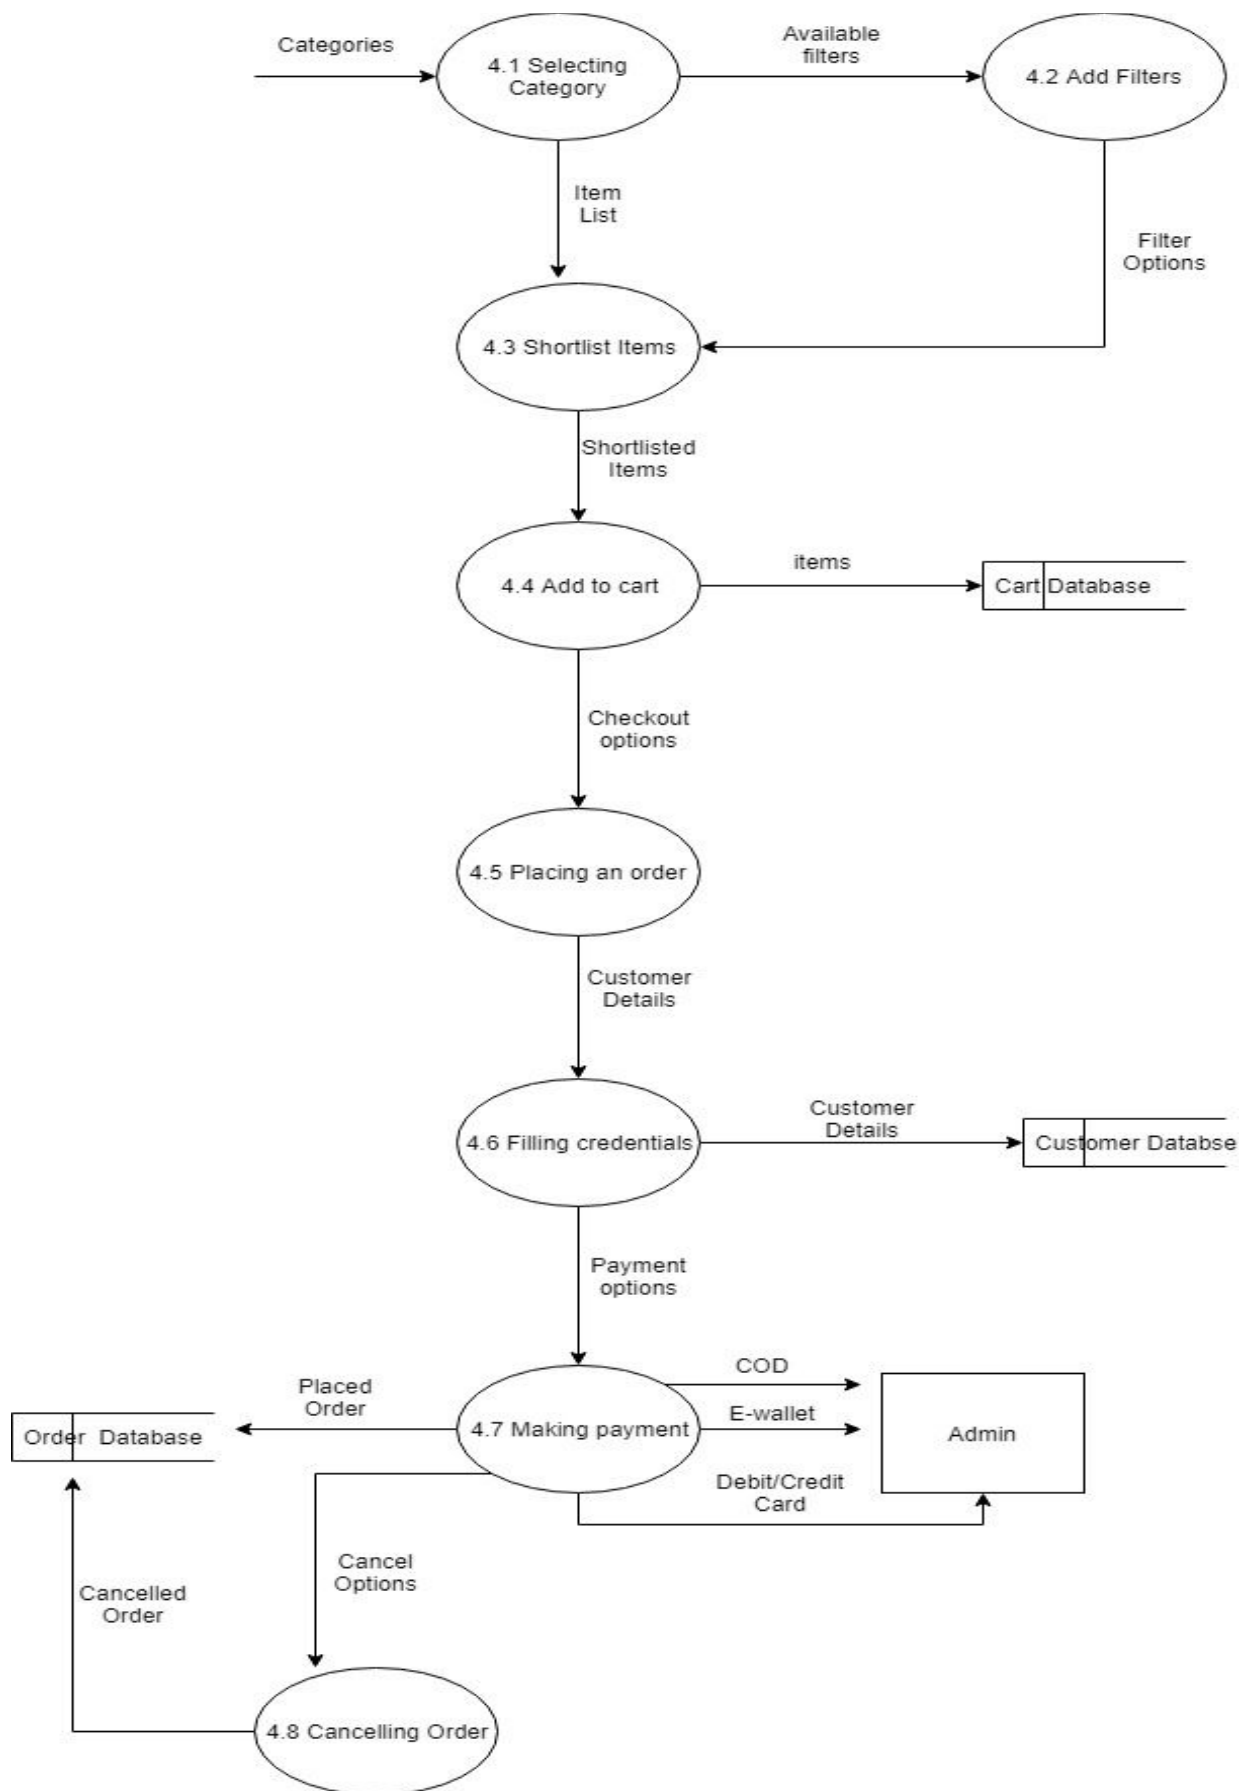 Categories
4.1 Selecting
Category
Available
filters
4.2 Add Filters
Item
List
Filter
Options
4.3 Shortlist Items
Shortlisted
Items
4.4 Add to cart
items
Cart Database
Checkout
options
4.5 Placing an order
Customer
Details
4.6 Filling credentials
Customer
Details
Customer Databse
Payment
options
Placed
Order
Order Database
4.7 Making payment
COD
E-wallet
Debit/Credit
Card
Admin
Cancel
Options
Cancelled
Order
4.8 Cancelling Order